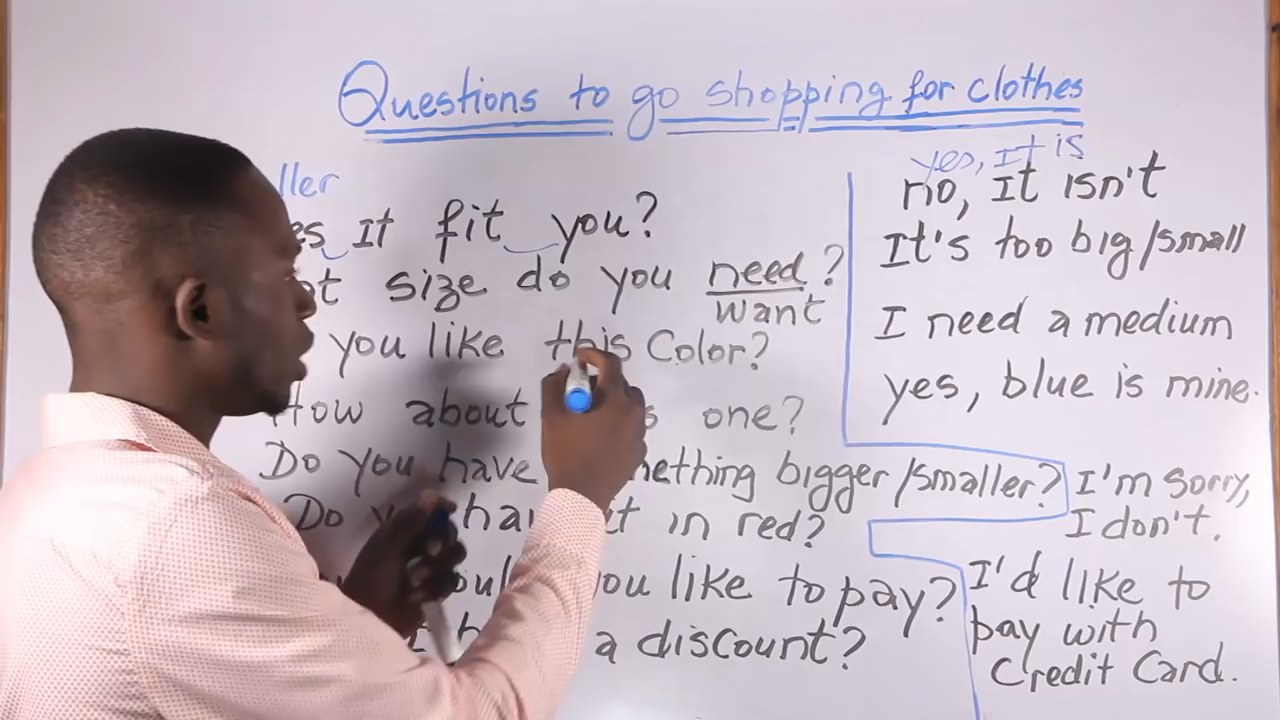 Questions to go shopping for clothes
ller
es It fit you?
ot size do you need?
want
you like this Color?
How about one?
Do you have mething bigger/smaller?
Do it in red?
you like to pay?
I a discount?
yes, It is
no, It isn't
It's too big/small
I need a medium
yes, blue is mine.
I'm Sorry,
I don't.
I'd like to
pay with
Credit Card.